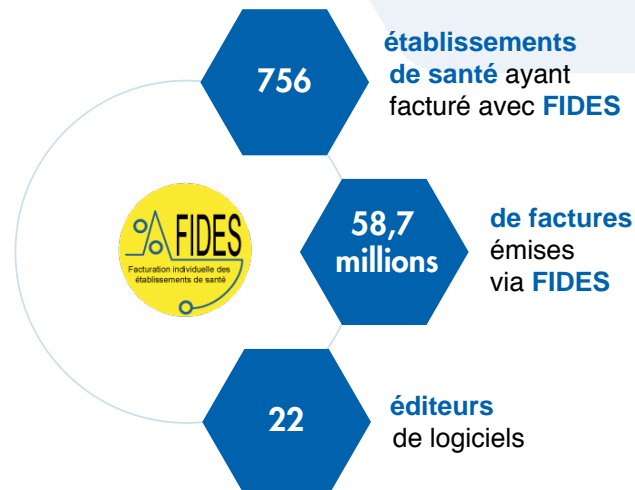 756
établissements
de santé ayant
facturé avec FIDES
FIDES
Facturation individuelle des
établissements de santé
58,7
millions
de factures
émises
via FIDES
22
éditeurs
de logiciels